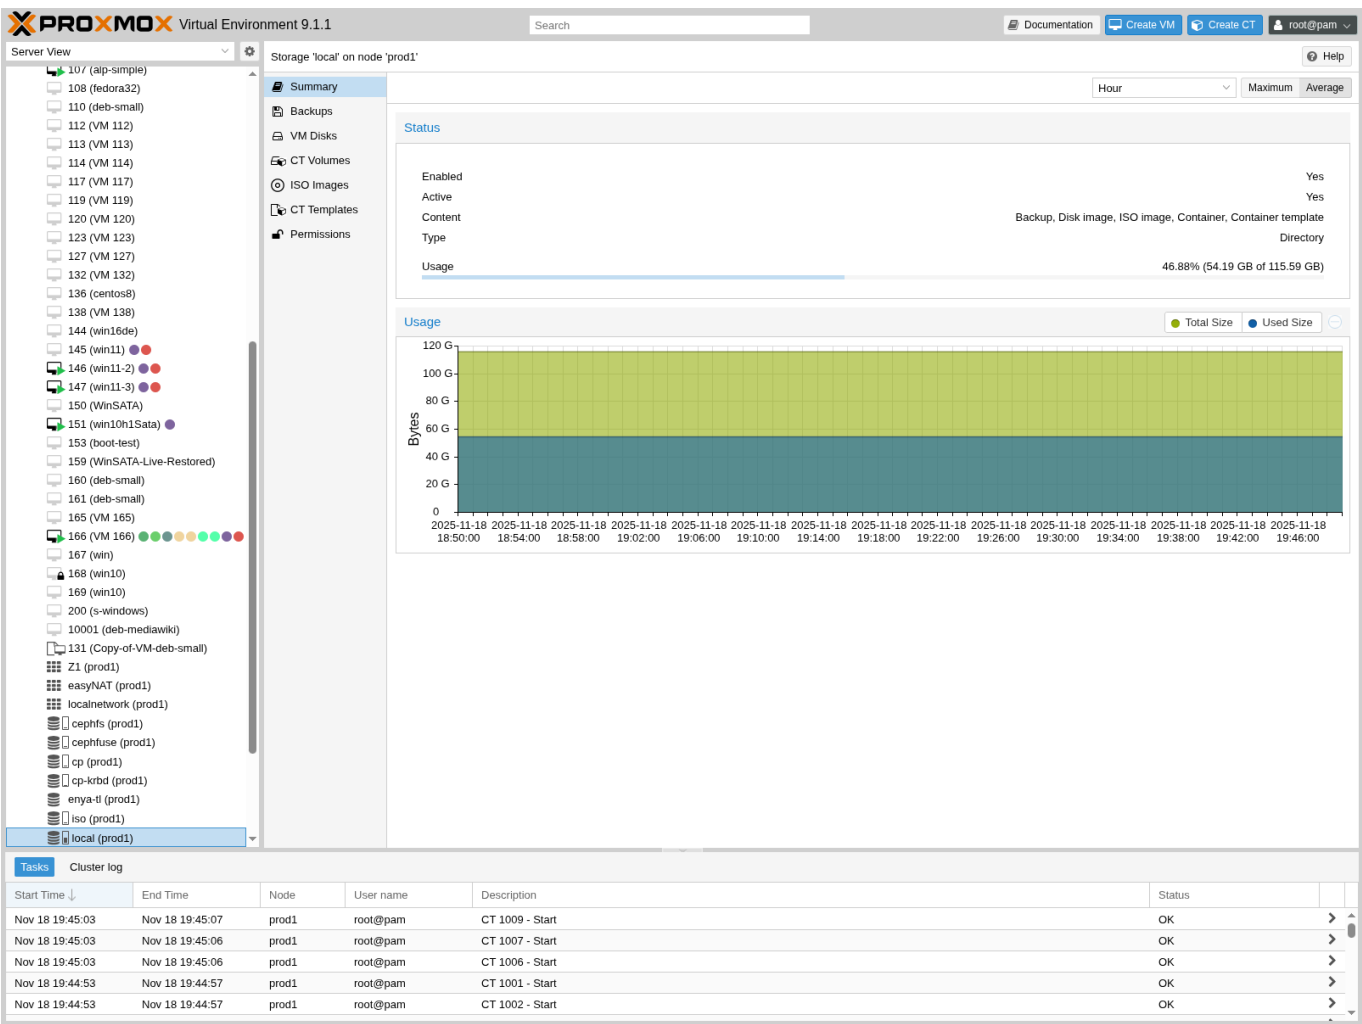 PROXMOX Virtual Environment 9.1.1
Search
Documentation
Create VM
Create CT
root@pam
Server View
107 (alp-simple)
108 (fedora32)
110 (deb-small)
112 (VM 112)
113 (VM 113)
114 (VM 114)
117 (VM 117)
119 (VM 119)
120 (VM 120)
123 (VM 123)
127 (VM 127)
132 (VM 132)
136 (centos8)
138 (VM 138)
144 (win16de)
145 (win11)
146 (win11-2)
147 (win11-3)
150 (WinSATA)
151 (win10h1Sata)
153 (boot-test)
159 (WinSATA-Live-Restored)
160 (deb-small)
161 (deb-small)
165 (VM 165)
166 (VM 166)
167 (win)
168 (win10)
169 (win10)
200 (s-windows)
10001 (deb-mediawiki)
131 (Copy-of-VM-deb-small)
Z1 (prod1)
easyNAT (prod1)
localnetwork (prod1)
cephfs (prod1)
cephfuse (prod1)
cp (prod1)
cp-krbd (prod1)
enya-tl (prod1)
iso (prod1)
local (prod1)
Storage 'local' on node 'prod1'
Help
Summary
Backups
VM Disks
CT Volumes
ISO Images
CT Templates
Permissions
Hour
Maximum
Average
Status
Enabled Yes
Active Yes
Content Backup, Disk image, ISO image, Container, Container template
Type Directory
Usage 46.88% (54.19 GB of 115.59 GB)
Usage
Total Size
Used Size
Bytes
120 G
100 G
80 G
60 G
40 G
20 G
0
2025-11-18 2025-11-18 2025-11-18 2025-11-18 2025-11-18 2025-11-18 2025-11-18 2025-11-18 2025-11-18 2025-11-18 2025-11-18 2025-11-18 2025-11-18 2025-11-18 2025-11-18
18:50:00 18:54:00 18:58:00 19:02:00 19:06:00 19:10:00 19:14:00 19:18:00 19:22:00 19:26:00 19:30:00 19:34:00 19:38:00 19:42:00 19:46:00
Tasks
Cluster log
Start Time End Time Node User name Description Status
Nov 18 19:45:03 Nov 18 19:45:07 prod1 root@pam CT 1009 - Start OK
Nov 18 19:45:03 Nov 18 19:45:06 prod1 root@pam CT 1007 - Start OK
Nov 18 19:45:03 Nov 18 19:45:06 prod1 root@pam CT 1006 - Start OK
Nov 18 19:44:53 Nov 18 19:44:57 prod1 root@pam CT 1001 - Start OK
Nov 18 19:44:53 Nov 18 19:44:57 prod1 root@pam CT 1002 - Start OK